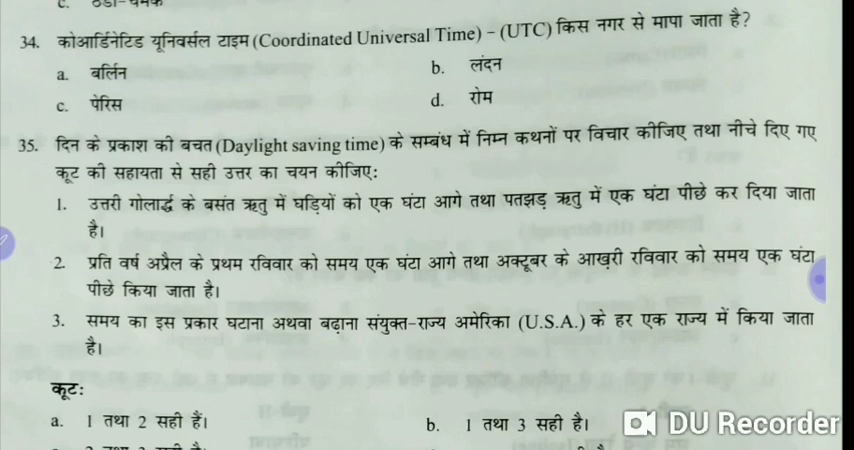 c. ठंडी-चमक
34. कोआर्डिनेटिड यूनिवर्सल टाइम (Coordinated Universal Time) - (UTC) किस नगर से मापा जाता है?
a. बर्लिन b. लंदन
c. पेरिस d. रोम
35. दिन के प्रकाश की बचत (Daylight saving time) के सम्बंध में निम्न कथनों पर विचार कीजिए तथा नीचे दिए गए
कूट की सहायता से सही उत्तर का चयन कीजिए:
1. उत्तरी गोलार्द्ध के बसंत ऋतु में घड़ियों को एक घंटा आगे तथा पतझड़ ऋतु में एक घंटा पीछे कर दिया जाता
है।
2. प्रति वर्ष अप्रैल के प्रथम रविवार को समय एक घंटा आगे तथा अक्टूबर के आख़री रविवार को समय एक घंटा
पीछे किया जाता है।
3. समय का इस प्रकार घटाना अथवा बढ़ाना संयुक्त-राज्य अमेरिका (U.S.A.) के हर एक राज्य में किया जाता
है।
कूट:
a. 1 तथा 2 सही हैं। b. 1 तथा 3 सही है।
DU Recorder